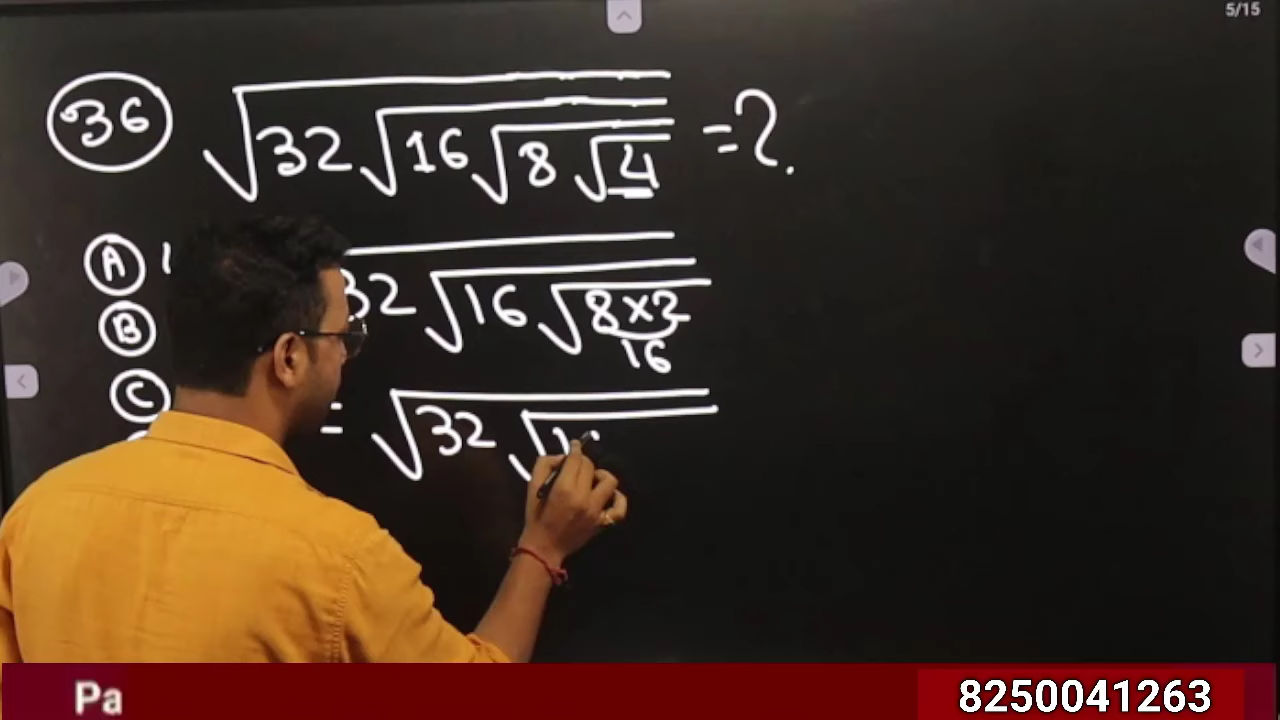 5/15
36 √32√16√8√4 = ?.
A
B 32√16√8×2
16
C = √32√
Pa
8250041263